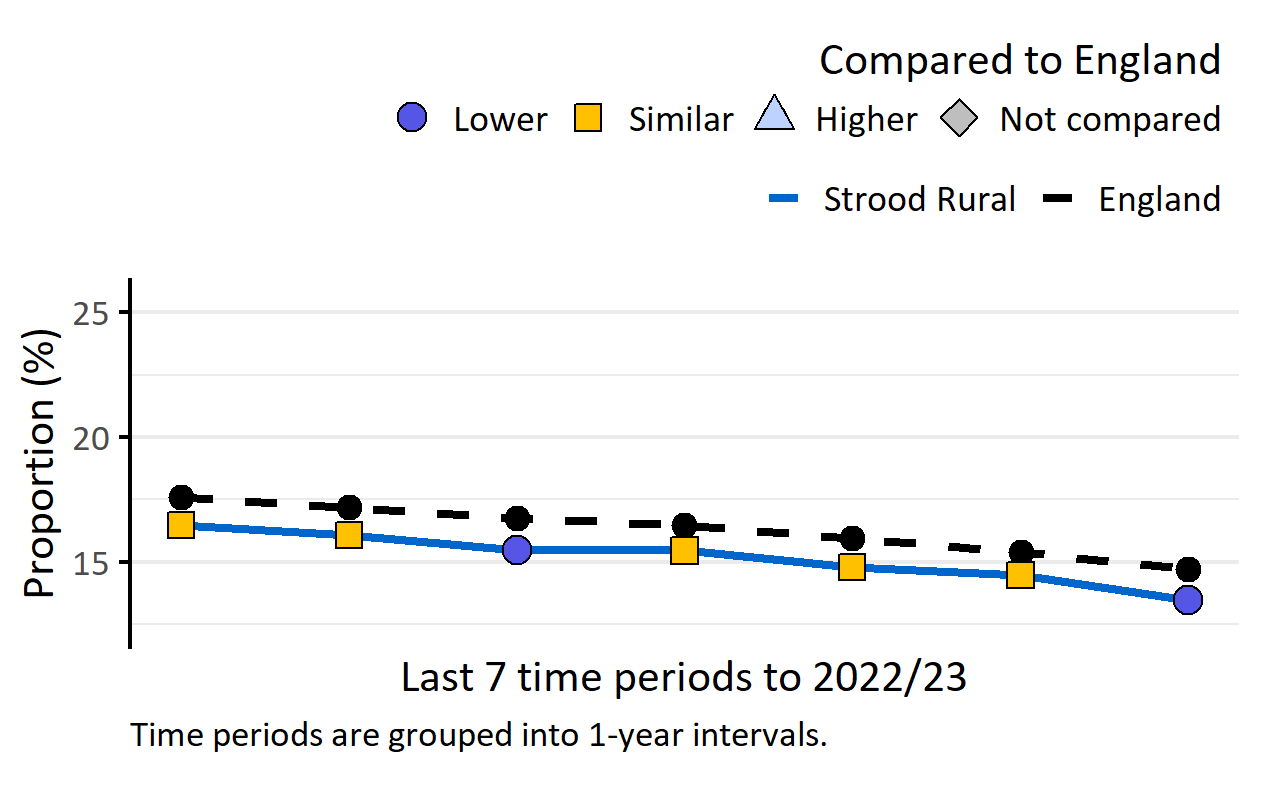 Compared to England
Lower Similar Higher Not compared
Strood Rural England
25
20
15
Proportion (%)
Last 7 time periods to 2022/23
Time periods are grouped into 1-year intervals.